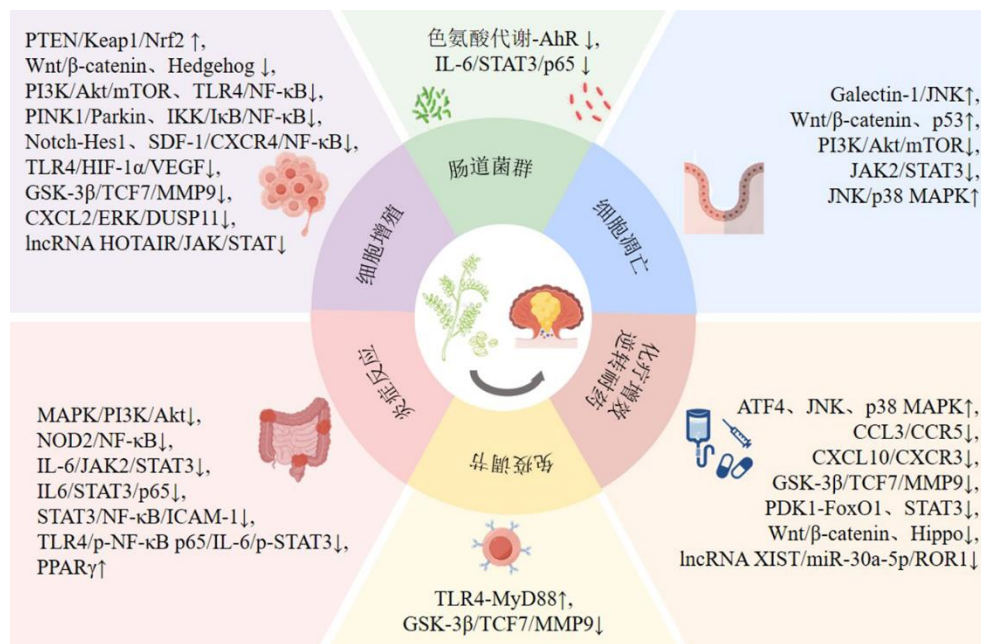 PTEN/Keap1/Nrf2 ↑,
Wnt/β-catenin、Hedgehog ↓,
PI3K/Akt/mTOR、TLR4/NF-κB↓,
PINK1/Parkin、IKK/IκB/NF-κB↓,
Notch-Hes1、SDF-1/CXCR4/NF-κB↓,
TLR4/HIF-1α/VEGF↓,
GSK-3β/TCF7/MMP9↓,
CXCL2/ERK/DUSP11↓,
lncRNA HOTAIR/JAK/STAT↓
色氨酸代谢-AhR ↓,
IL-6/STAT3/p65 ↓
Galectin-1/JNK↑,
Wnt/β-catenin、p53↑,
PI3K/Akt/mTOR↓,
JAK2/STAT3↓,
JNK/p38 MAPK↑
肠道菌群
细胞增殖
细胞凋亡
炎症反应
化疗增效
逆转耐药
免疫调节
MAPK/PI3K/Akt↓,
NOD2/NF-κB↓,
IL-6/JAK2/STAT3↓,
IL6/STAT3/p65↓,
STAT3/NF-κB/ICAM-1↓,
TLR4/p-NF-κB p65/IL-6/p-STAT3↓,
PPARγ↑
TLR4-MyD88↑,
GSK-3β/TCF7/MMP9↓
ATF4、JNK、p38 MAPK↑,
CCL3/CCR5↓,
CXCL10/CXCR3↓,
GSK-3β/TCF7/MMP9↓,
PDK1-FoxO1、STAT3↓,
Wnt/β-catenin、Hippo↓,
lncRNA XIST/miR-30a-5p/ROR1↓